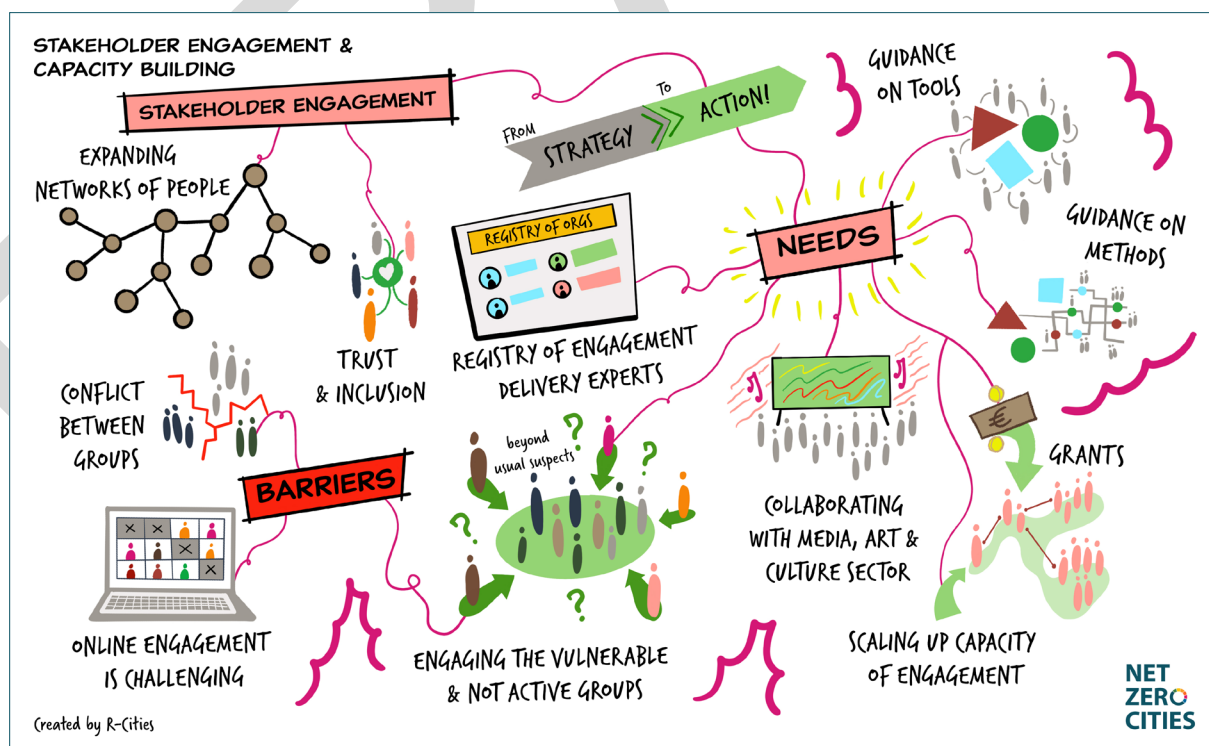 STAKEHOLDER ENGAGEMENT &
CAPACITY BUILDING
STAKEHOLDER ENGAGEMENT
EXPANDING
NETWORKS OF PEOPLE
TRUST
& INCLUSION
FROM
STRATEGY
TO
ACTION!
GUIDANCE
ON TOOLS
NEEDS
GUIDANCE ON
METHODS
REGISTRY OF ORGS
REGISTRY OF ENGAGEMENT
DELIVERY EXPERTS
CONFLICT
BETWEEN
GROUPS
BARRIERS
beyond
usual suspects
?
?
?
?
?
€
GRANTS
COLLABORATING
WITH MEDIA, ART &
CULTURE SECTOR
ONLINE ENGAGEMENT
IS CHALLENGING
ENGAGING THE VULNERABLE
& NOT ACTIVE GROUPS
SCALING UP CAPACITY
OF ENGAGEMENT
Created by R-Cities
NET
ZERO
CITIES